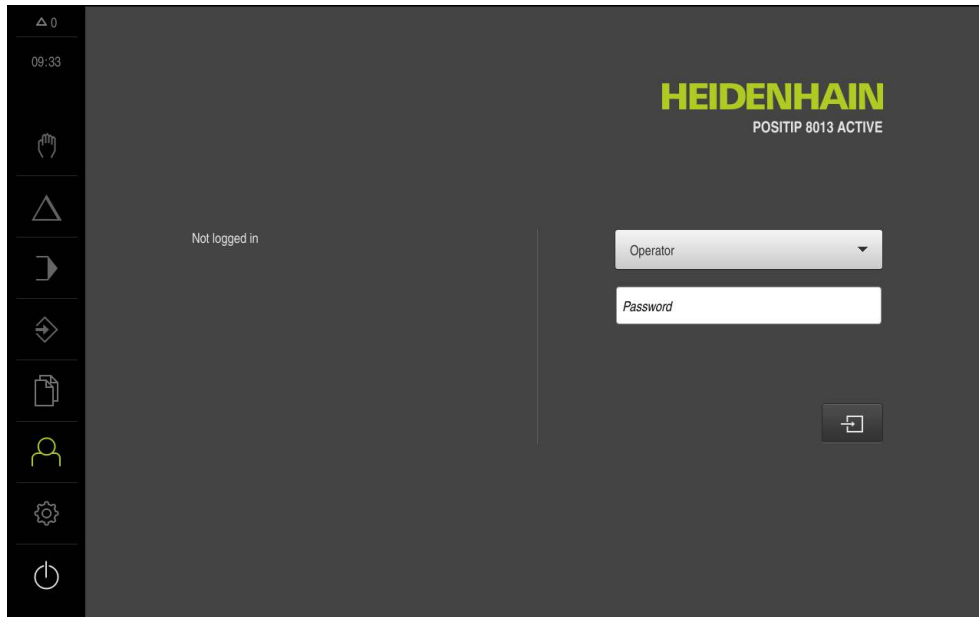 0
09:33
HEIDENHAIN
POSITIP 8013 ACTIVE
Not logged in
Operator
Password